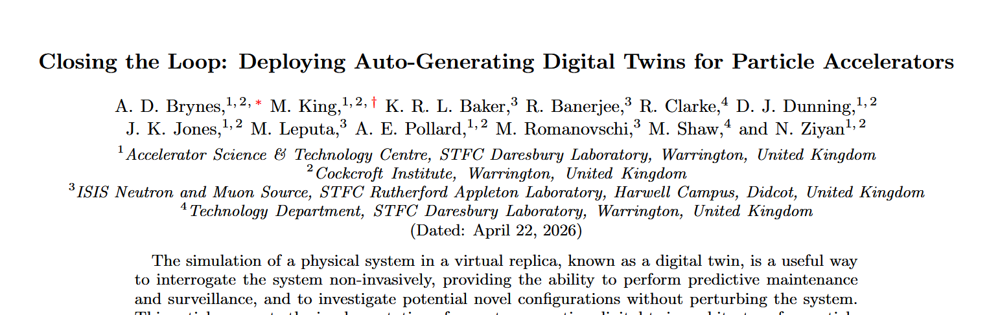 Closing the Loop: Deploying Auto-Generating Digital Twins for Particle Accelerators
A. D. Brynes,1, 2, * M. King,1, 2, † K. R. L. Baker,3 R. Banerjee,3 R. Clarke,4 D. J. Dunning,1, 2
J. K. Jones,1, 2 M. Leputa,3 A. E. Pollard,1, 2 M. Romanovschi,3 M. Shaw,4 and N. Ziyan1, 2
1Accelerator Science & Technology Centre, STFC Daresbury Laboratory, Warrington, United Kingdom
2Cockcroft Institute, Warrington, United Kingdom
3ISIS Neutron and Muon Source, STFC Rutherford Appleton Laboratory, Harwell Campus, Didcot, United Kingdom
4Technology Department, STFC Daresbury Laboratory, Warrington, United Kingdom
(Dated: April 22, 2026)
The simulation of a physical system in a virtual replica, known as a digital twin, is a useful way
to interrogate the system non-invasively, providing the ability to perform predictive maintenance
and surveillance, and to investigate potential novel configurations without perturbing the system.